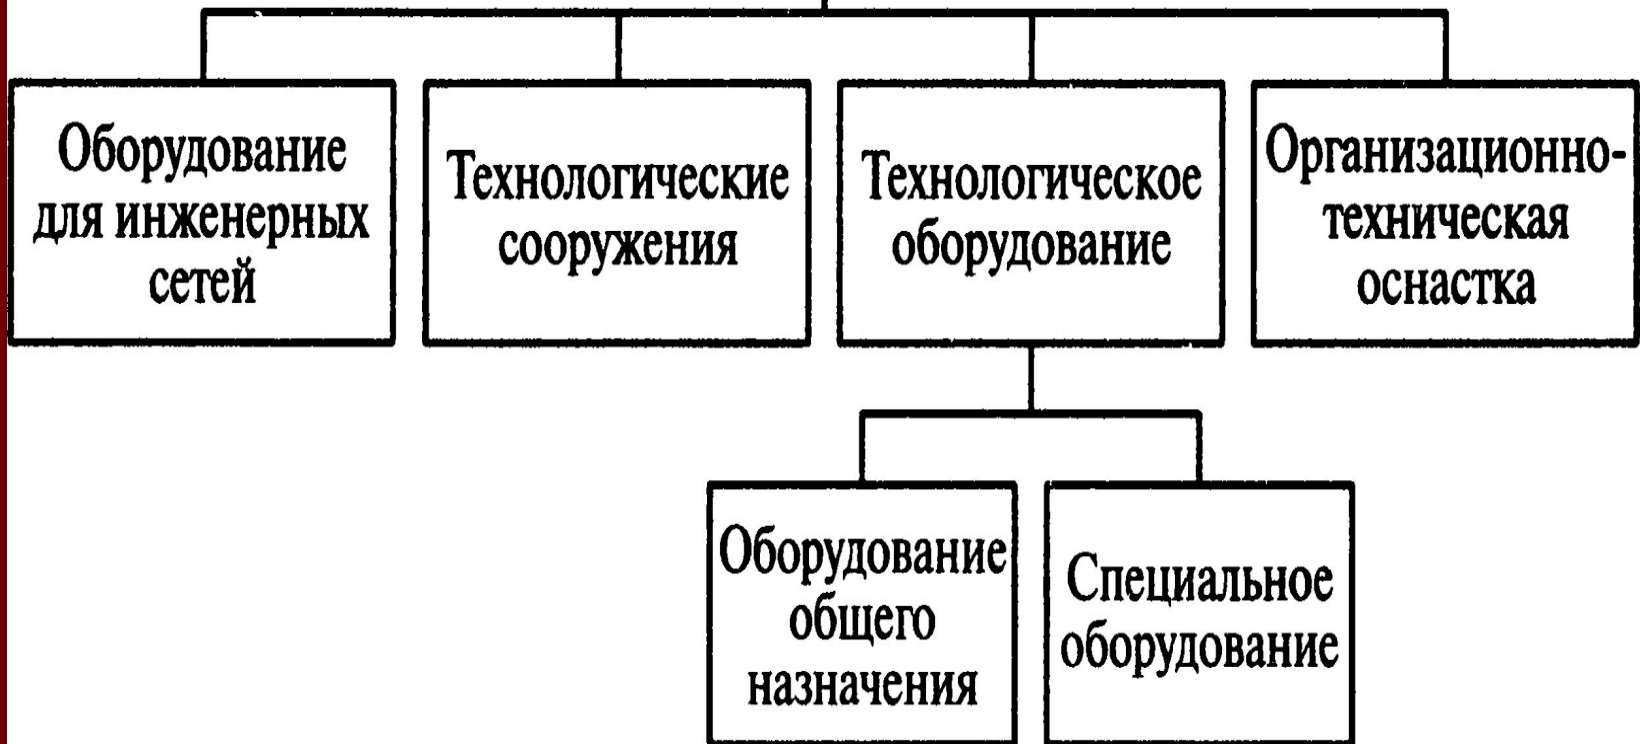 Оборудование
для инженерных
сетей
Технологические
сооружения
Технологическое
оборудование
Организационно-
техническая
оснастка
Оборудование
общего
назначения
Специальное
оборудование